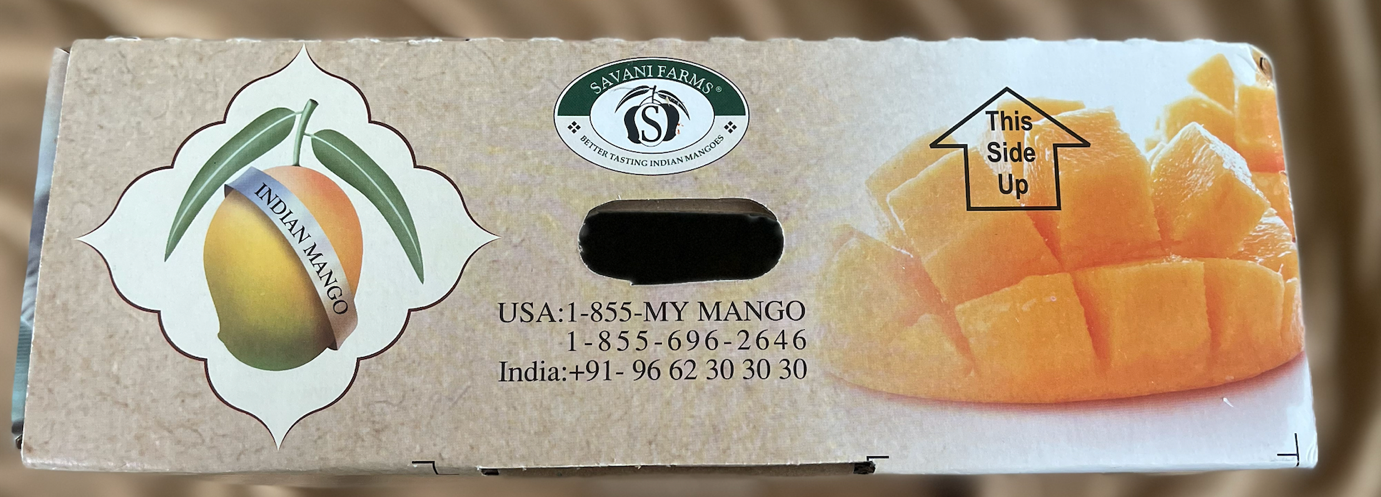 INDIAN MANGO
SAVANI FARMS®
S
BETTER TASTING INDIAN MANGOES
USA:1-855-MY MANGO
1-855-696-2646
India:+91- 96 62 30 30 30
This
Side
Up